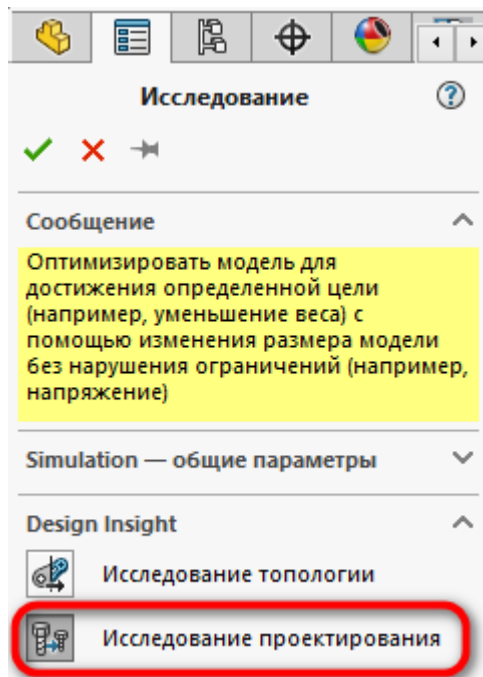 Исследование
Сообщение
Оптимизировать модель для
достижения определенной цели
(например, уменьшение веса) с
помощью изменения размера модели
без нарушения ограничений (например,
напряжение)
Simulation — общие параметры
Design Insight
Исследование топологии
Исследование проектирования